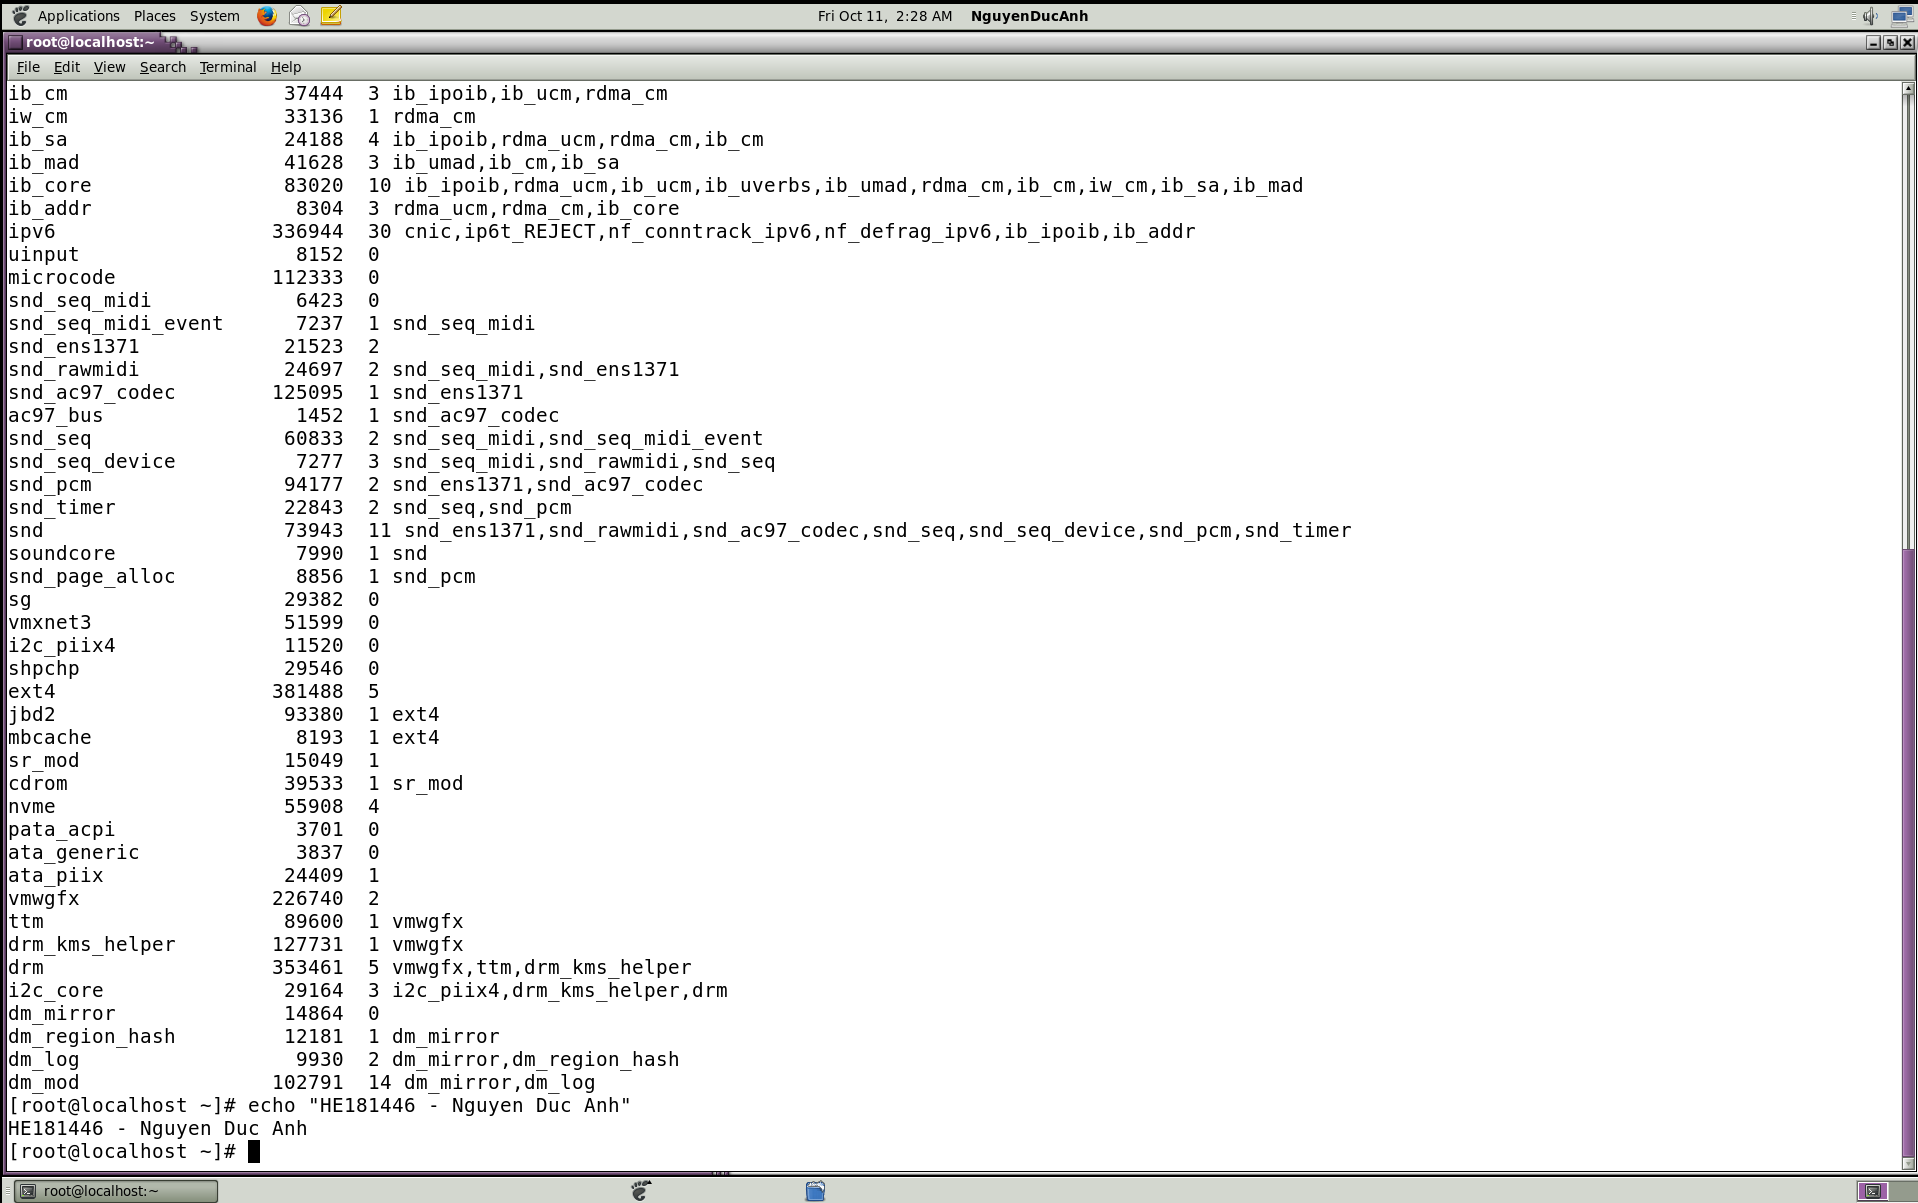 Applications Places System Fri Oct 11, 2:28 AM NguyenDucAnh
root@localhost:~
File Edit View Search Terminal Help
ib_cm                  37444  3 ib_ipoib,ib_ucm,rdma_cm
iw_cm                  33136  1 rdma_cm
ib_sa                  24188  4 ib_ipoib,rdma_ucm,rdma_cm,ib_cm
ib_mad                 41628  3 ib_umad,ib_cm,ib_sa
ib_core                83020  10 ib_ipoib,rdma_ucm,ib_ucm,ib_uverbs,ib_umad,rdma_cm,ib_cm,iw_cm,ib_sa,ib_mad
ib_addr                 8304  3 rdma_ucm,rdma_cm,ib_core
ipv6                  336944  30 cnic,ip6t_REJECT,nf_conntrack_ipv6,nf_defrag_ipv6,ib_ipoib,ib_addr
uinput                  8152  0
microcode             112333  0
snd_seq_midi            6423  0
snd_seq_midi_event      7237  1 snd_seq_midi
snd_ens1371            21523  2
snd_rawmidi            24697  2 snd_seq_midi,snd_ens1371
snd_ac97_codec        125095  1 snd_ens1371
ac97_bus                1452  1 snd_ac97_codec
snd_seq                60833  2 snd_seq_midi,snd_seq_midi_event
snd_seq_device          7277  3 snd_seq_midi,snd_rawmidi,snd_seq
snd_pcm                94177  2 snd_ens1371,snd_ac97_codec
snd_timer              22843  2 snd_seq,snd_pcm
snd                    73943  11 snd_ens1371,snd_rawmidi,snd_ac97_codec,snd_seq,snd_seq_device,snd_pcm,snd_timer
soundcore               7990  1 snd
snd_page_alloc          8856  1 snd_pcm
sg                     29382  0
vmxnet3                51599  0
i2c_piix4              11520  0
shpchp                 29546  0
ext4                  381488  5
jbd2                   93380  1 ext4
mbcache                 8193  1 ext4
sr_mod                 15049  1
cdrom                  39533  1 sr_mod
nvme                   55908  4
pata_acpi               3701  0
ata_generic             3837  0
ata_piix               24409  1
vmwgfx                226740  2
ttm                    89600  1 vmwgfx
drm_kms_helper        127731  1 vmwgfx
drm                   353461  5 vmwgfx,ttm,drm_kms_helper
i2c_core               29164  3 i2c_piix4,drm_kms_helper,drm
dm_mirror              14864  0
dm_region_hash         12181  1 dm_mirror
dm_log                  9930  2 dm_mirror,dm_region_hash
dm_mod                102791  14 dm_mirror,dm_log
[root@localhost ~]# echo "HE181446 - Nguyen Duc Anh"
HE181446 - Nguyen Duc Anh
[root@localhost ~]#
root@localhost:~